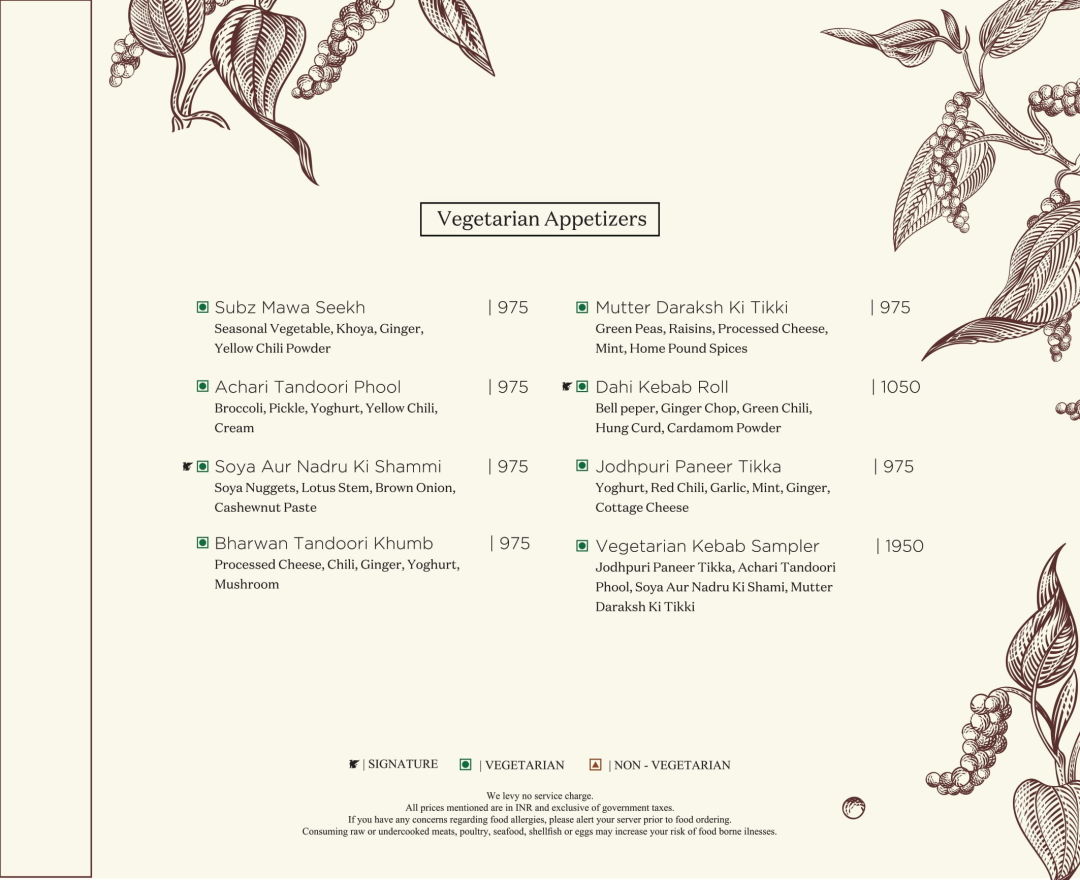 Vegetarian Appetizers
Subz Mawa Seekh | 975
Seasonal Vegetable, Khoya, Ginger,
Yellow Chili Powder
Achari Tandoori Phool | 975
Broccoli, Pickle, Yoghurt, Yellow Chili,
Cream
Soya Aur Nadru Ki Shammi | 975
Soya Nuggets, Lotus Stem, Brown Onion,
Cashewnut Paste
Bharwan Tandoori Khumb | 975
Processed Cheese, Chili, Ginger, Yoghurt,
Mushroom
Mutter Daraksh Ki Tikki | 975
Green Peas, Raisins, Processed Cheese,
Mint, Home Pound Spices
Dahi Kebab Roll | 1050
Bell peper, Ginger Chop, Green Chili,
Hung Curd, Cardamom Powder
Jodhpuri Paneer Tikka | 975
Yoghurt, Red Chili, Garlic, Mint, Ginger,
Cottage Cheese
Vegetarian Kebab Sampler | 1950
Jodhpuri Paneer Tikka, Achari Tandoori
Phool, Soya Aur Nadru Ki Shami, Mutter
Daraksh Ki Tikki
| SIGNATURE | VEGETARIAN | NON - VEGETARIAN
We levy no service charge.
All prices mentioned are in INR and exclusive of government taxes.
If you have any concerns regarding food allergies, please alert your server prior to food ordering.
Consuming raw or undercooked meats, poultry, seafood, shellfish or eggs may increase your risk of food borne ilnesses.